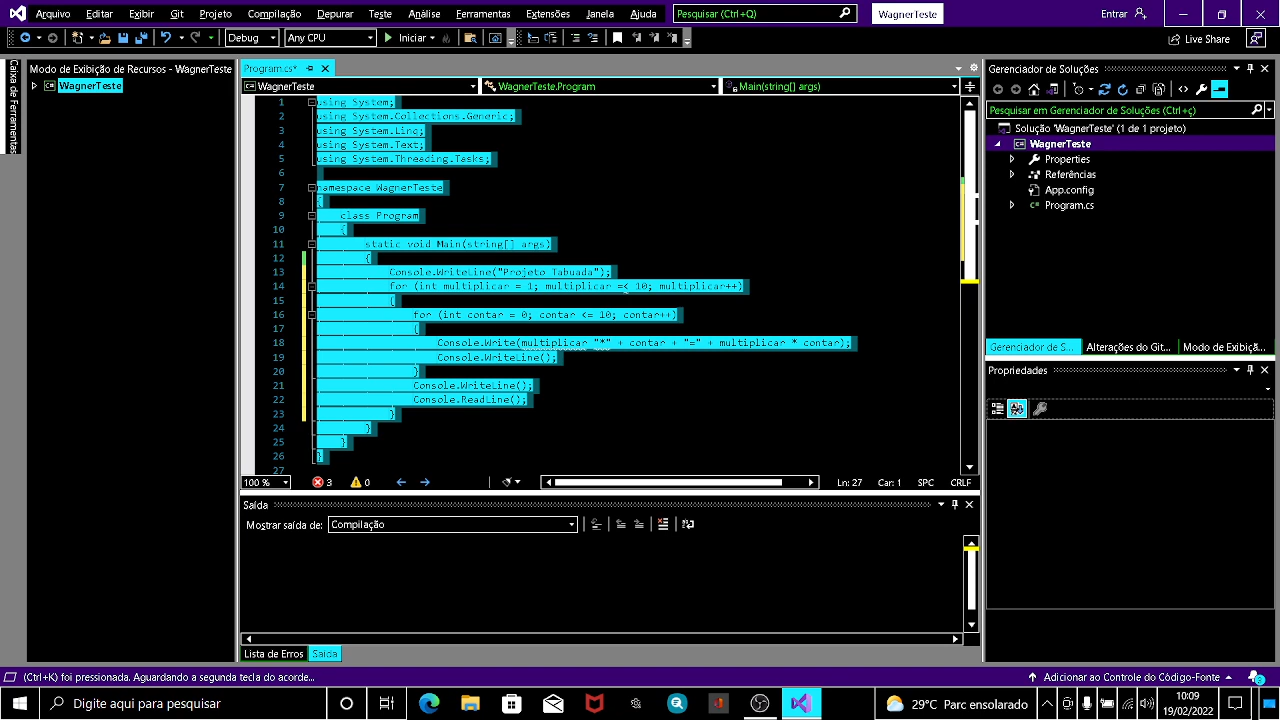 Arquivo Editar Exibir Git Projeto Compilação Depurar Teste Análise Ferramentas Extensões Janela Ajuda Pesquisar (Ctrl+Q) WagnerTeste Entrar
Debug Any CPU Iniciar Live Share
Caixa de Ferramentas
Modo de Exibição de Recursos - WagnerTeste
WagnerTeste
Program.cs*
WagnerTeste WagnerTeste.Program Main(string[] args)
1 using System;
2 using System.Collections.Generic;
3 using System.Linq;
4 using System.Text;
5 using System.Threading.Tasks;
6
7 namespace WagnerTeste
8 {
9 class Program
10 {
11 static void Main(string[] args)
12 {
13 Console.WriteLine("Projeto Tabuada");
14 for (int multiplicar = 1; multiplicar =< 10; multiplicar++)
15 {
16 for (int contar = 0; contar <= 10; contar++)
17 {
18 Console.Write(multiplicar "*" + contar + "=" + multiplicar * contar);
19 Console.WriteLine();
20 }
21 Console.WriteLine();
22 Console.ReadLine();
23 }
24 }
25 }
26 }
27
100 % 3 0 Ln: 27 Car: 1 SPC CRLF
Saída
Mostrar saída de: Compilação
Lista de Erros Saída
Gerenciador de Soluções
Pesquisar em Gerenciador de Soluções (Ctrl+ç)
Solução 'WagnerTeste' (1 de 1 projeto)
WagnerTeste
Properties
Referências
App.config
Program.cs
Gerenciador de S... Alterações do Git... Modo de Exibiçã...
Propriedades
(Ctrl+K) foi pressionada. Aguardando a segunda tecla do acorde... Adicionar ao Controle do Código-Fonte 2
Digite aqui para pesquisar 29°C Parc ensolarado 10:09
19/02/2022